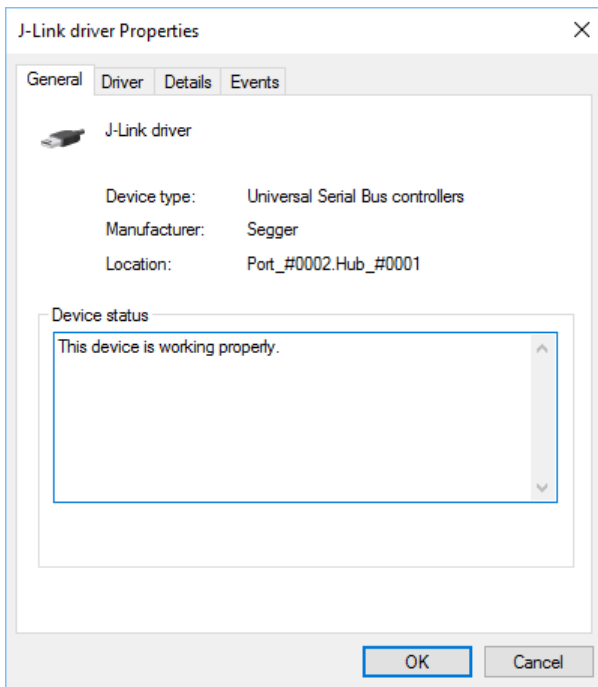 J-Link driver Properties
General Driver Details Events
J-Link driver
Device type: Universal Serial Bus controllers
Manufacturer: Segger
Location: Port_#0002.Hub_#0001
Device status
This device is working properly.
OK Cancel